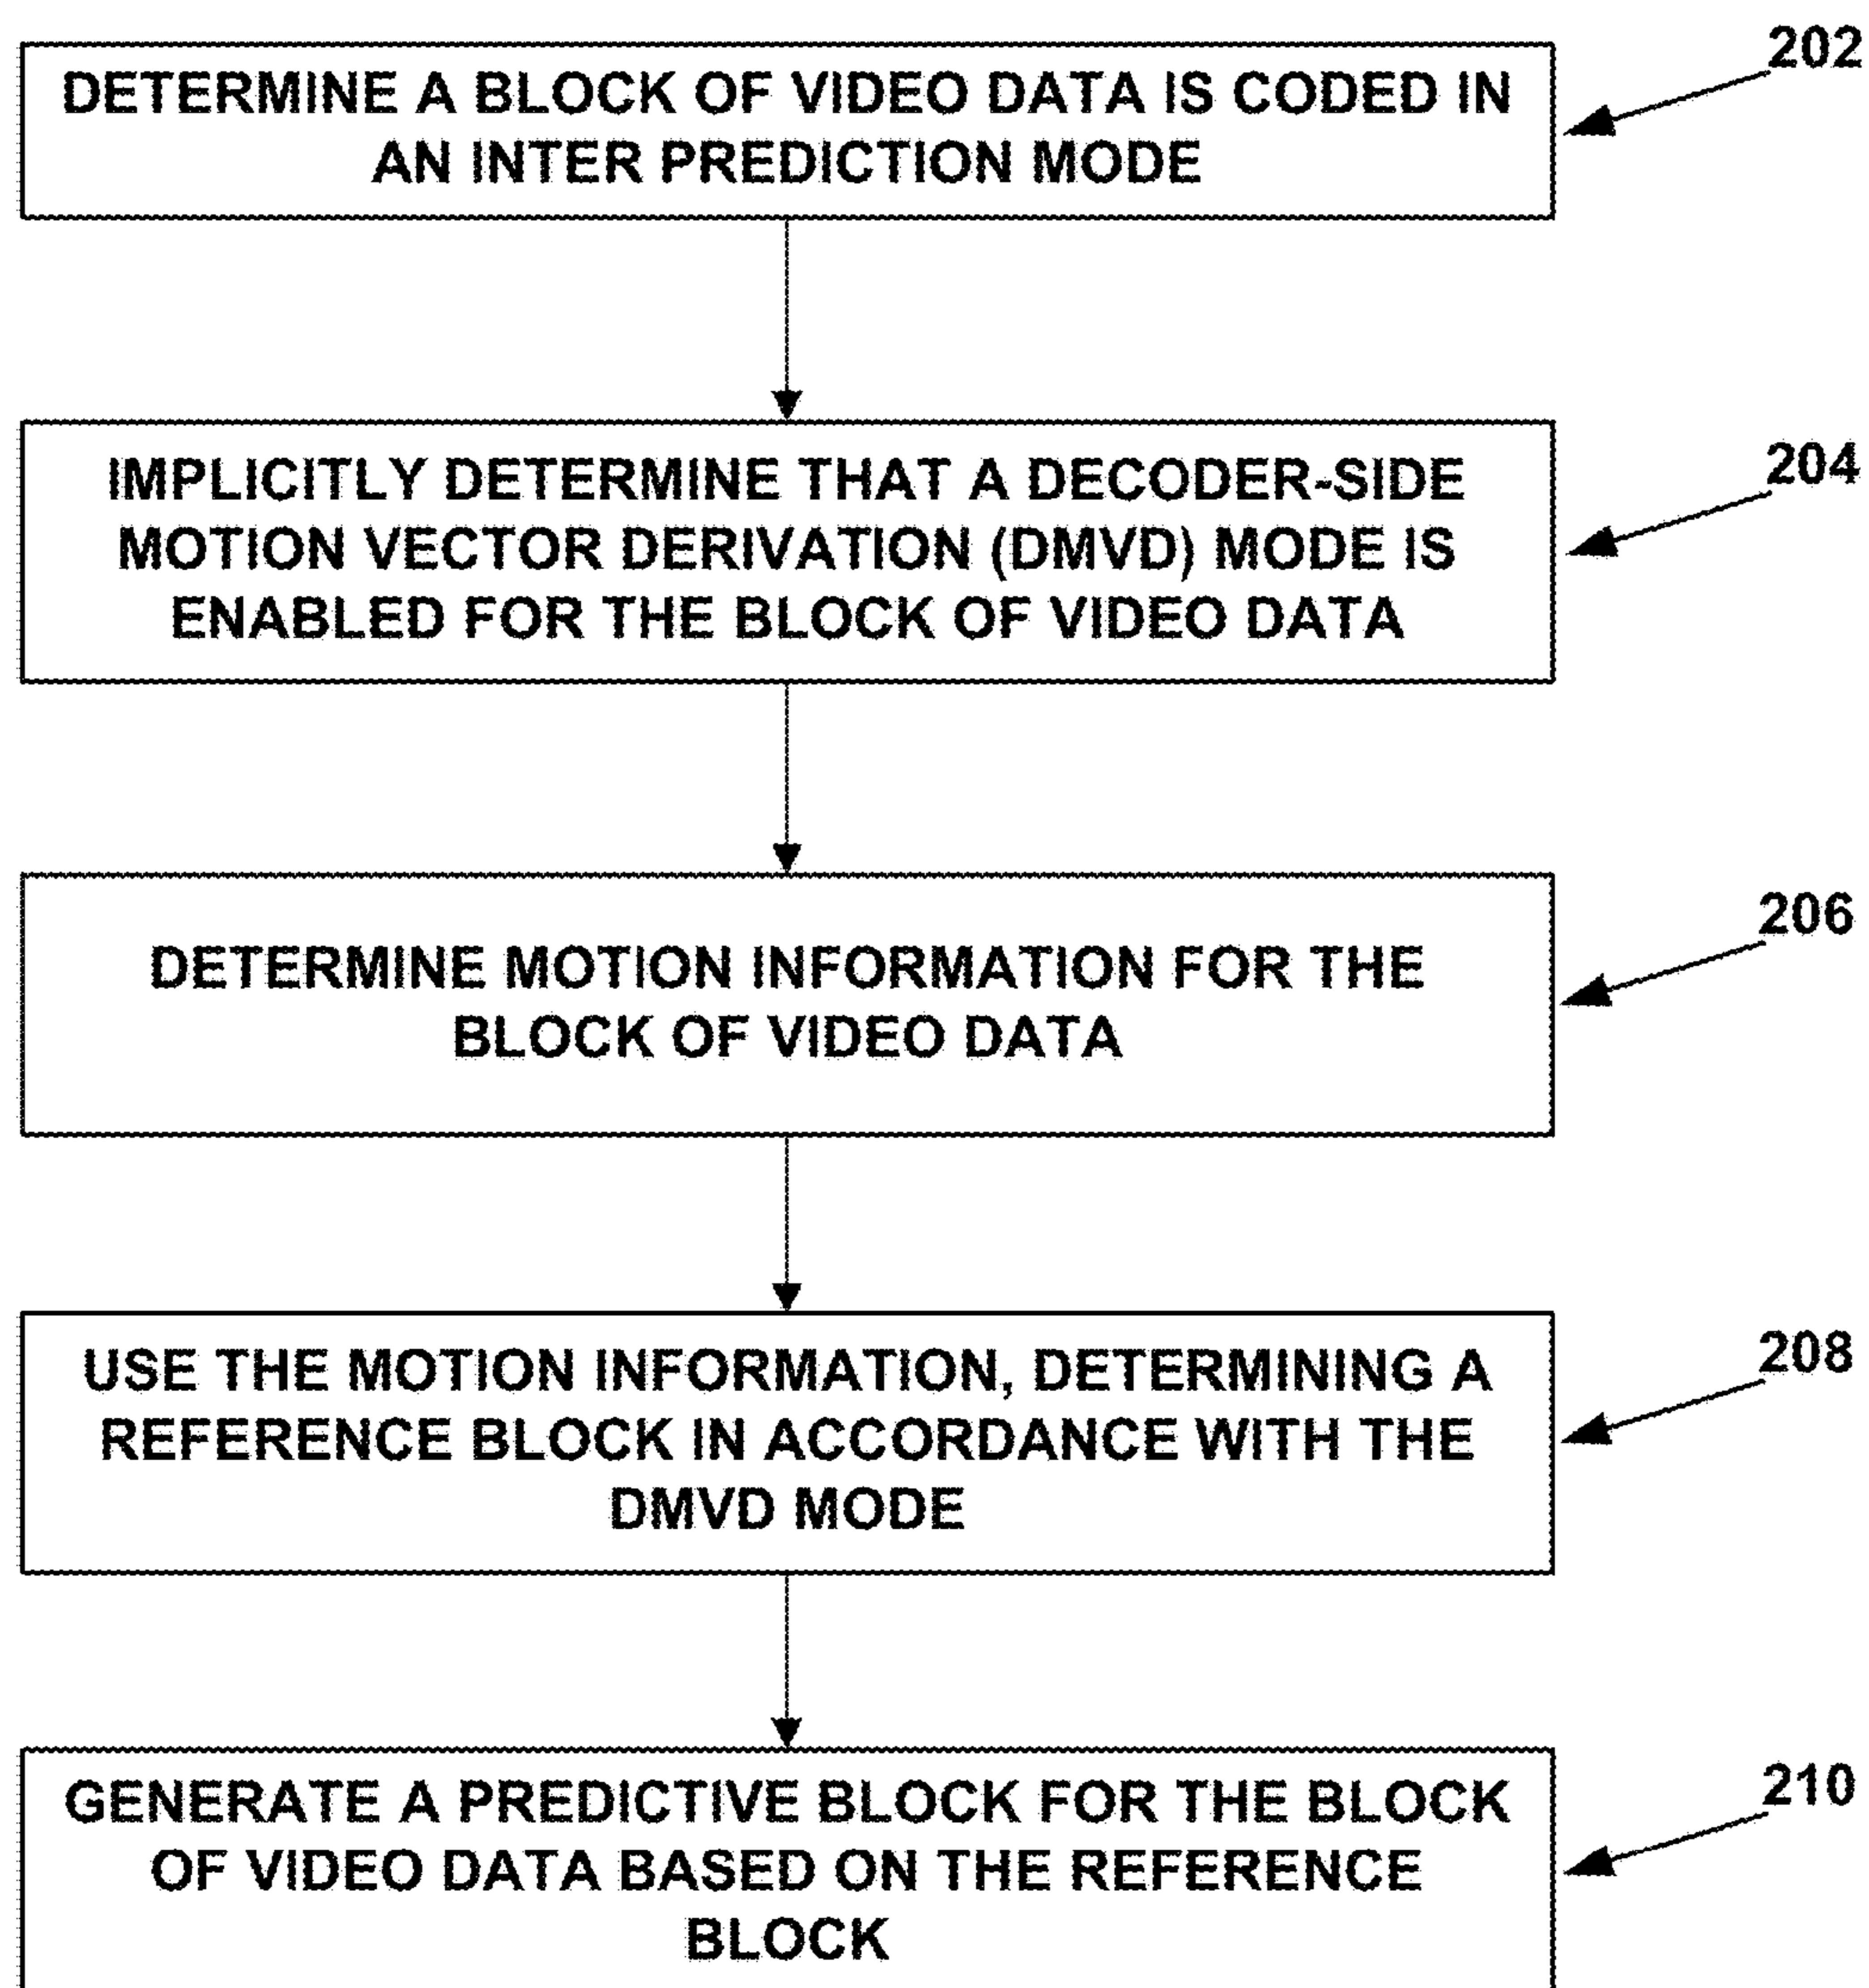 202
DETERMINE A BLOCK OF VIDEO DATA IS CODED IN
AN INTER PREDICTION MODE
204
IMPLICITLY DETERMINE THAT A DECODER-SIDE
MOTION VECTOR DERIVATION (DMVD) MODE IS
ENABLED FOR THE BLOCK OF VIDEO DATA
206
DETERMINE MOTION INFORMATION FOR THE
BLOCK OF VIDEO DATA
208
USE THE MOTION INFORMATION, DETERMINING A
REFERENCE BLOCK IN ACCORDANCE WITH THE
DMVD MODE
210
GENERATE A PREDICTIVE BLOCK FOR THE BLOCK
OF VIDEO DATA BASED ON THE REFERENCE
BLOCK